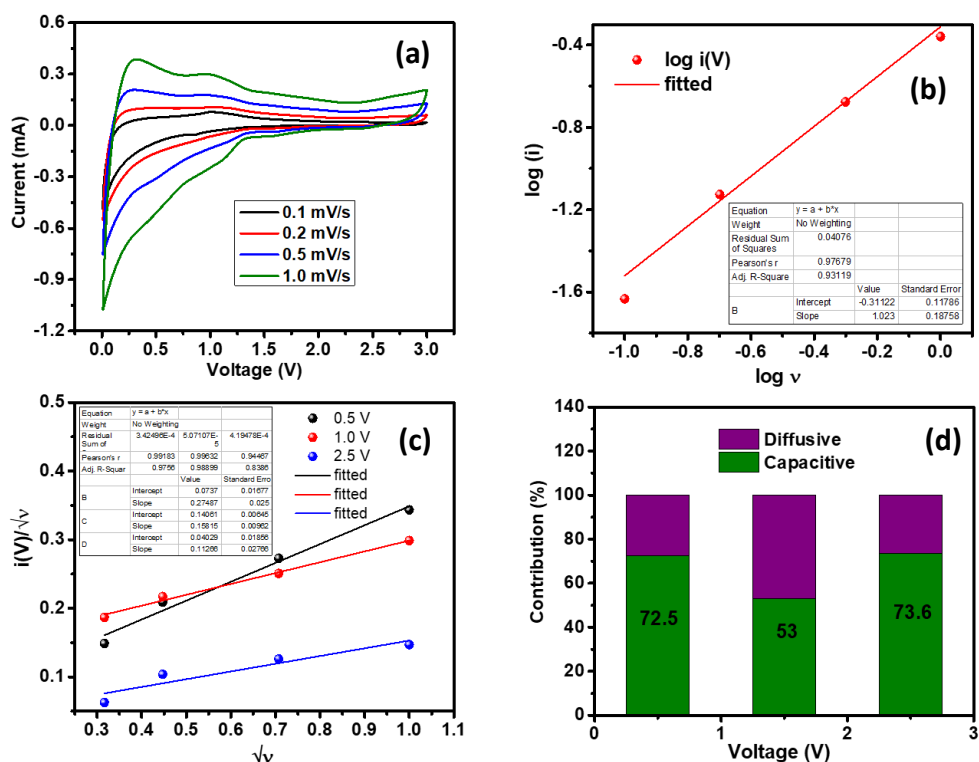 (a)
Current (mA)
0.6
0.3
0.0
-0.3
-0.6
-0.9
-1.2
0.1 mV/s
0.2 mV/s
0.5 mV/s
1.0 mV/s
0.0 0.5 1.0 1.5 2.0 2.5 3.0
Voltage (V)
(b)
log (i)
-0.4
-0.8
-1.2
-1.6
log i(V)
fitted
Equation y = a + b*x
Weight No Weighting
Residual Sum of Squares 0.04076
Pearson's r 0.97679
Adj. R-Square 0.93119
Value Standard Error
B Intercept -0.31122 0.11786
Slope 1.023 0.18758
-1.0 -0.8 -0.6 -0.4 -0.2 0.0
log ν
(c)
i(V)/√ν
0.5
0.4
0.3
0.2
0.1
Equation y = a + b*x
Weight No Weighting
Residual Sum of 3.42496E-4 5.07107E-5 4.19478E-4
Pearson's r 0.99183 0.99632 0.94467
Adj. R-Squar 0.9756 0.98899 0.8386
Value Standard Erro
B Intercept 0.0737 0.01677
Slope 0.27487 0.025
C Intercept 0.14061 0.00645
Slope 0.15815 0.00962
D Intercept 0.04029 0.01856
Slope 0.11266 0.02766
0.5 V
1.0 V
2.5 V
fitted
fitted
fitted
0.3 0.4 0.5 0.6 0.7 0.8 0.9 1.0 1.1
√ν
(d)
Contribution (%)
140
120
100
80
60
40
20
0
Diffusive
Capacitive
72.5
53
73.6
0 1 2 3
Voltage (V)